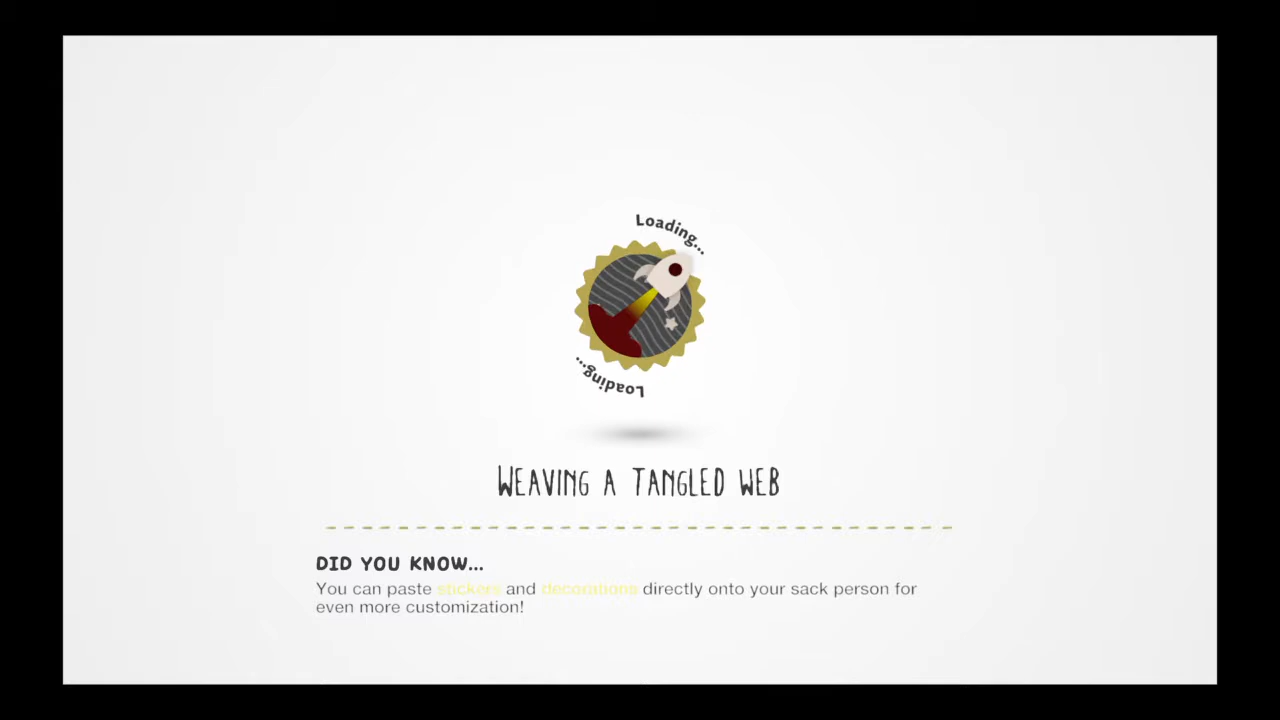 Loading...
Loading...
WEAVING A TANGLED WEB
DID YOU KNOW...
You can paste stickers and decorations directly onto your sack person for
even more customization!